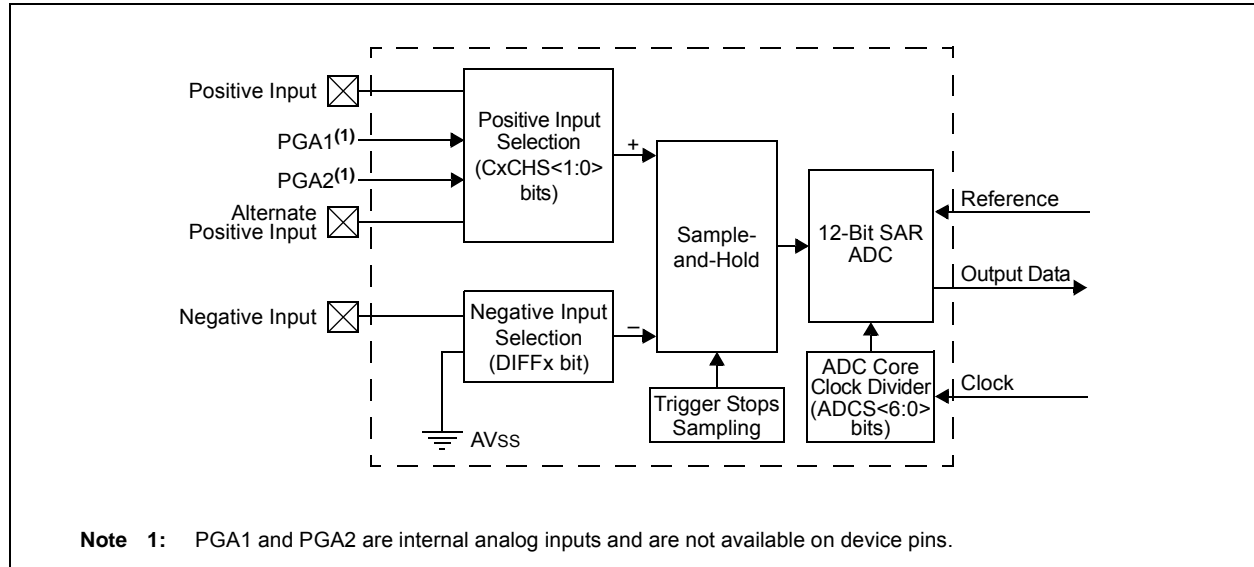 Positive Input
PGA1(1)
PGA2(1)
Alternate
Positive Input
Positive Input
Selection
(CxCHS<1:0>
bits)
+
Negative Input
Negative Input
Selection
(DIFFx bit)
–
AVSS
Sample-
and-Hold
Trigger Stops
Sampling
12-Bit SAR
ADC
ADC Core
Clock Divider
(ADCS<6:0>
bits)
Reference
Output Data
Clock
Note 1: PGA1 and PGA2 are internal analog inputs and are not available on device pins.